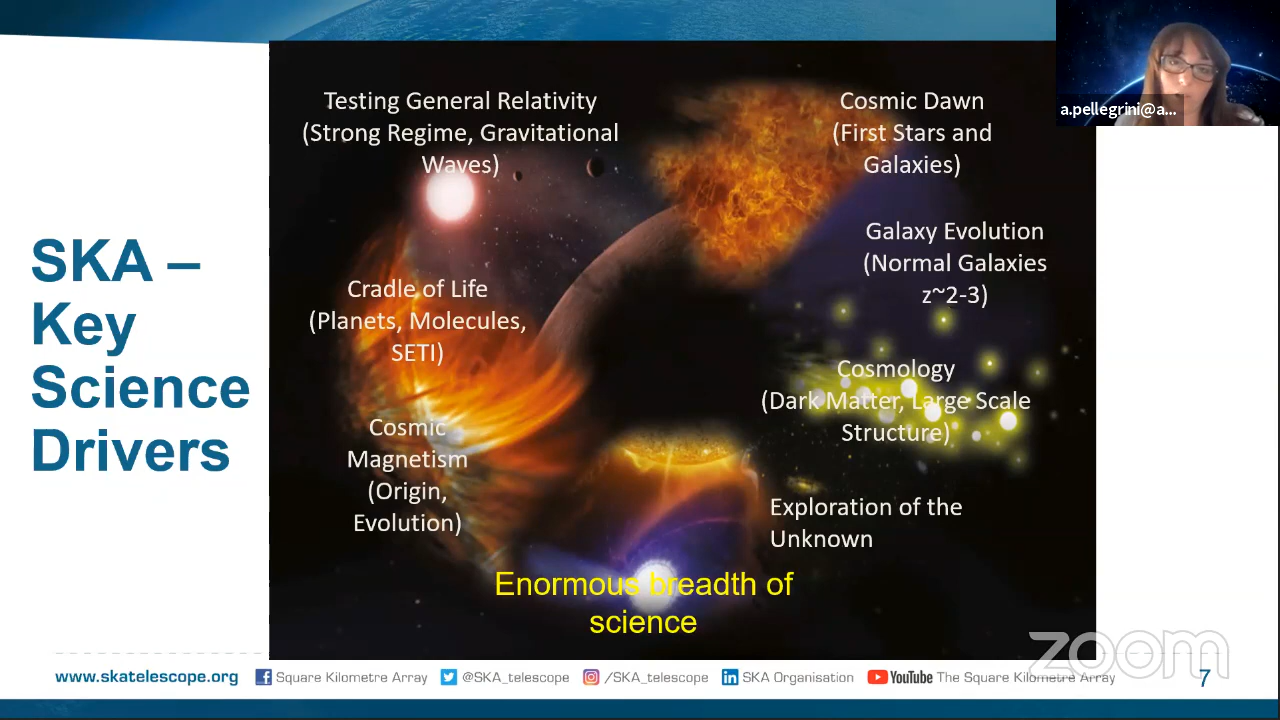 SKA –
Key
Science
Drivers
Testing General Relativity
(Strong Regime, Gravitational
Waves)
Cradle of Life
(Planets, Molecules,
SETI)
Cosmic
Magnetism
(Origin,
Evolution)
Cosmic Dawn
(First Stars and
Galaxies)
Galaxy Evolution
(Normal Galaxies
z~2-3)
Cosmology
(Dark Matter, Large Scale
Structure)
Exploration of the
Unknown
Enormous breadth of
science
a.pellegrini@a...
zoom
www.skatelescope.org Square Kilometre Array @SKA_telescope /SKA_telescope SKA Organisation YouTube The Square Kilometre Array 7